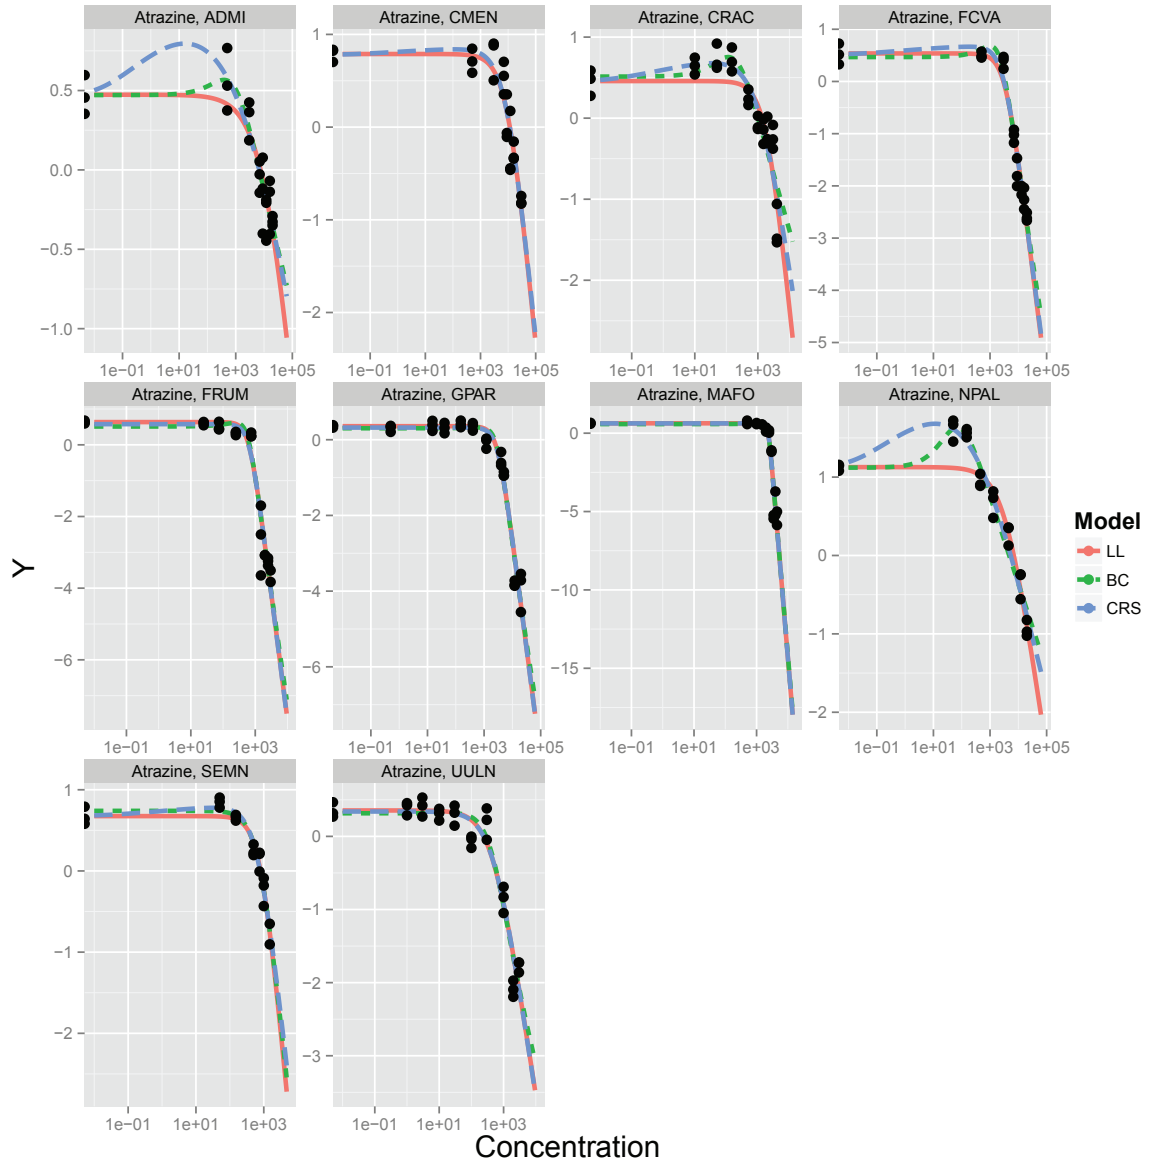 Atrazine, ADMI
Atrazine, CMEN
Atrazine, CRAC
Atrazine, FCVA
0.5
0.0
−0.5
−1.0
1e−01 1e+01 1e+03 1e+05
1
0
−1
−2
1e−01 1e+01 1e+03 1e+05
1
0
−1
−2
1e−01 1e+01 1e+03
1
0
−1
−2
−3
−4
−5
1e−01 1e+01 1e+03 1e+05
Atrazine, FRUM
Atrazine, GPAR
Atrazine, MAFO
Atrazine, NPAL
0
−2
−4
−6
1e−01 1e+01 1e+03
0
−2
−4
−6
1e−01 1e+01 1e+03 1e+05
0
−5
−10
−15
1e−01 1e+01 1e+03
1
0
−1
−2
1e−01 1e+01 1e+03 1e+05
Atrazine, SEMN
Atrazine, UULN
1
0
−1
−2
1e−01 1e+01 1e+03
0
−1
−2
−3
1e−01 1e+01 1e+03
Y
Concentration
Model
LL
BC
CRS